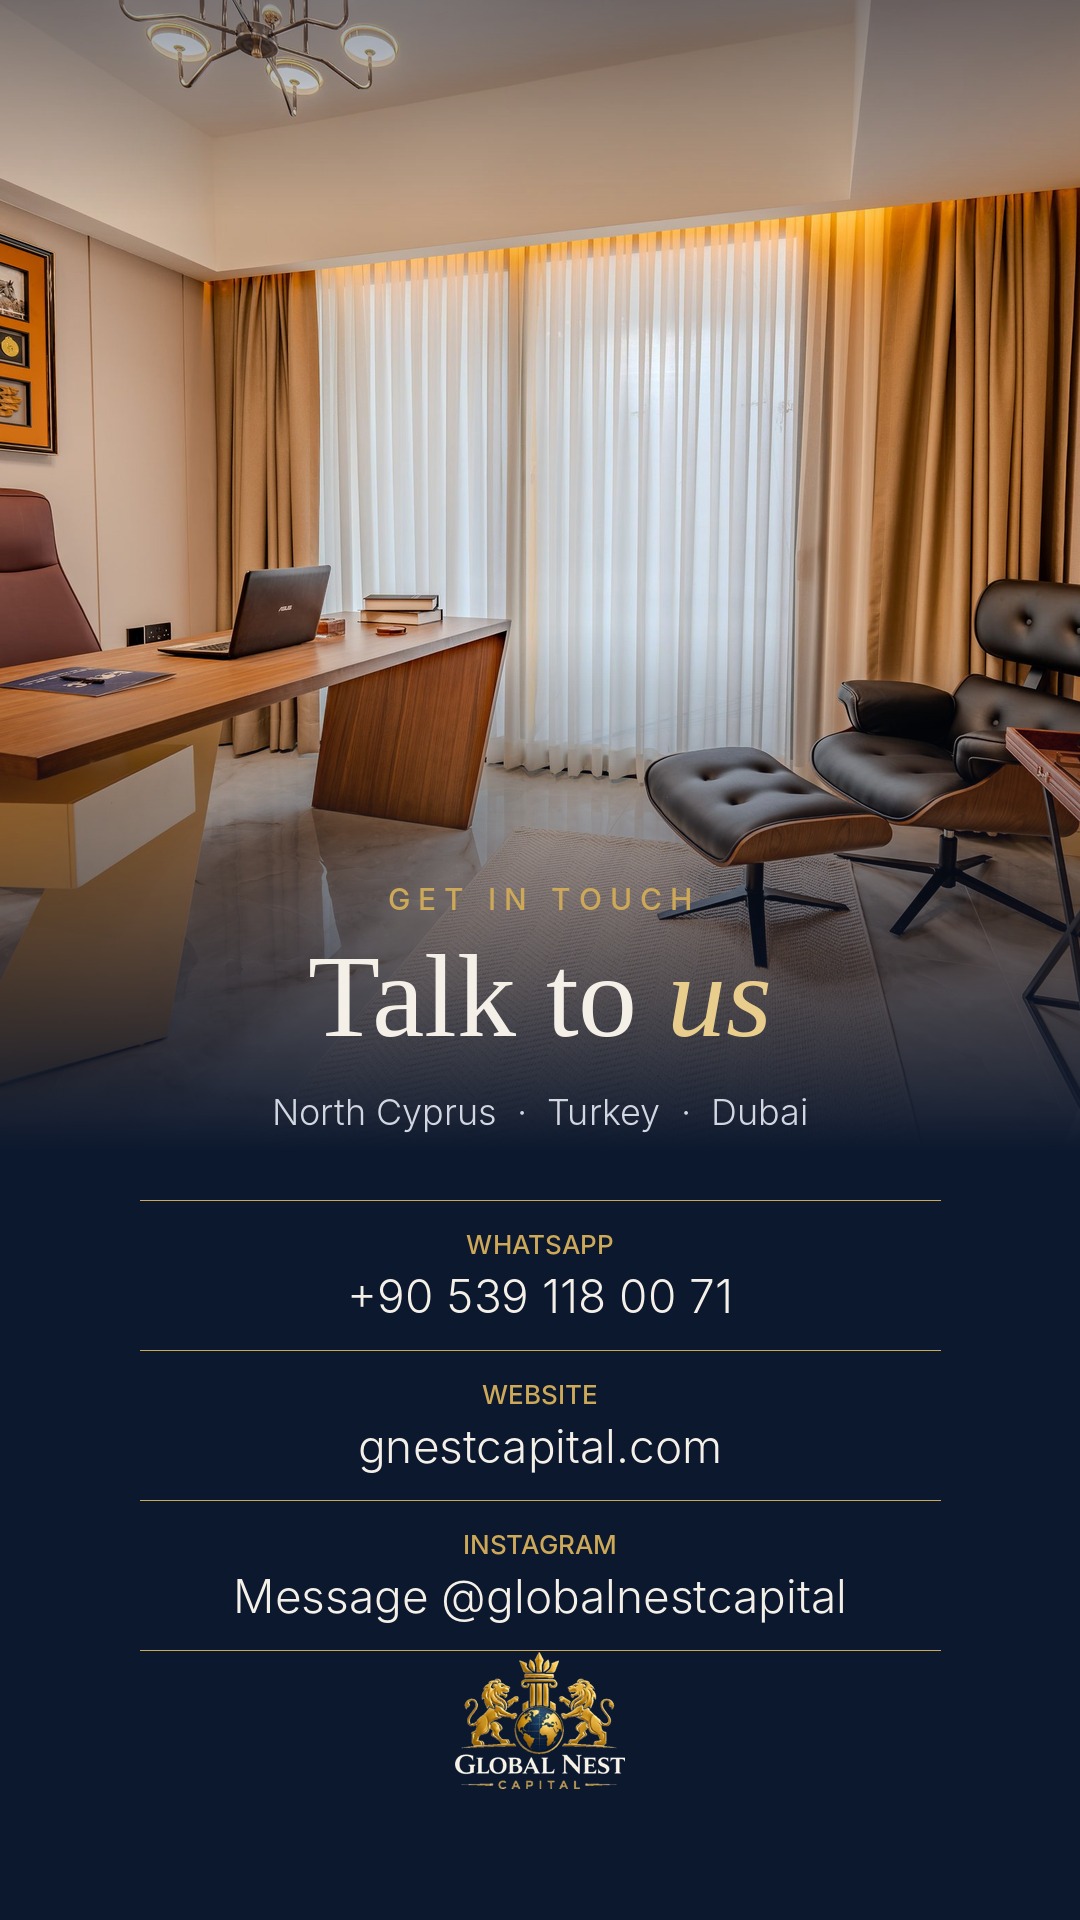 ASUS
GET IN TOUCH
Talk to us
North Cyprus · Turkey · Dubai
WHATSAPP
+90 539 118 00 71
WEBSITE
gnestcapital.com
INSTAGRAM
Message @globalnestcapital
GLOBAL NEST
CAPITAL